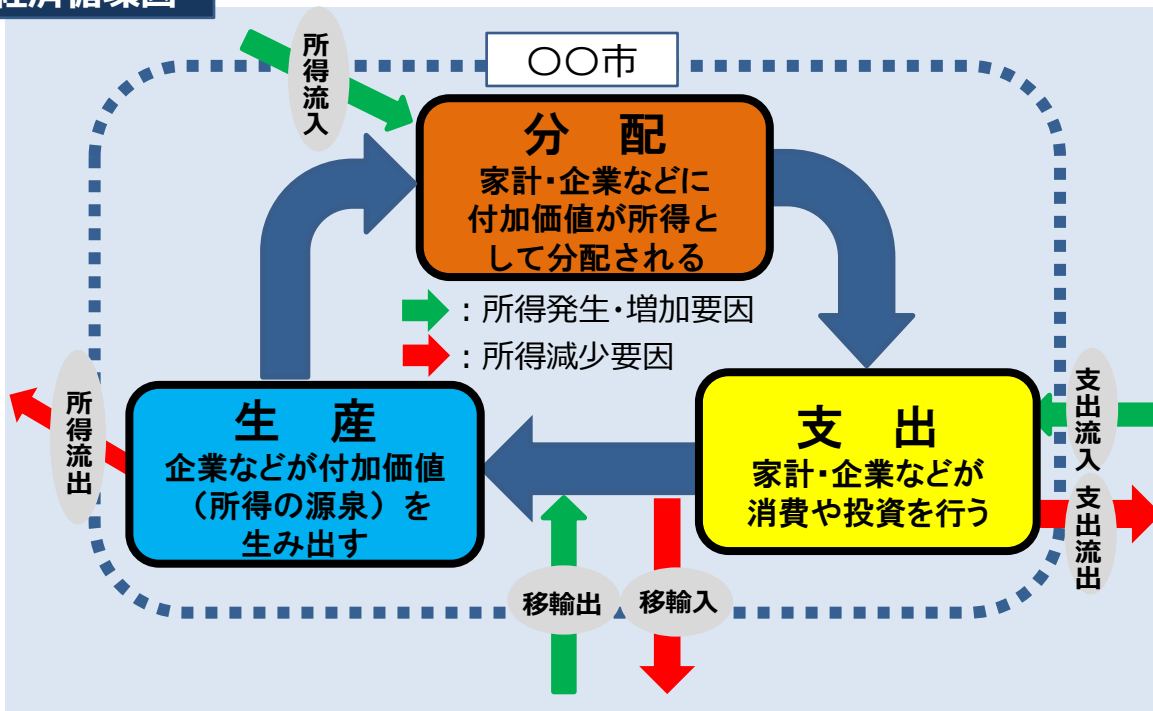 経済循環図
〇〇市
所得流入
分 配
家計・企業などに
付加価値が所得と
して分配される
：所得発生・増加要因
：所得減少要因
所得流出
生 産
企業などが付加価値
（所得の源泉）を
生み出す
支 出
家計・企業などが
消費や投資を行う
支出流入
支出流出
移輸出
移輸入